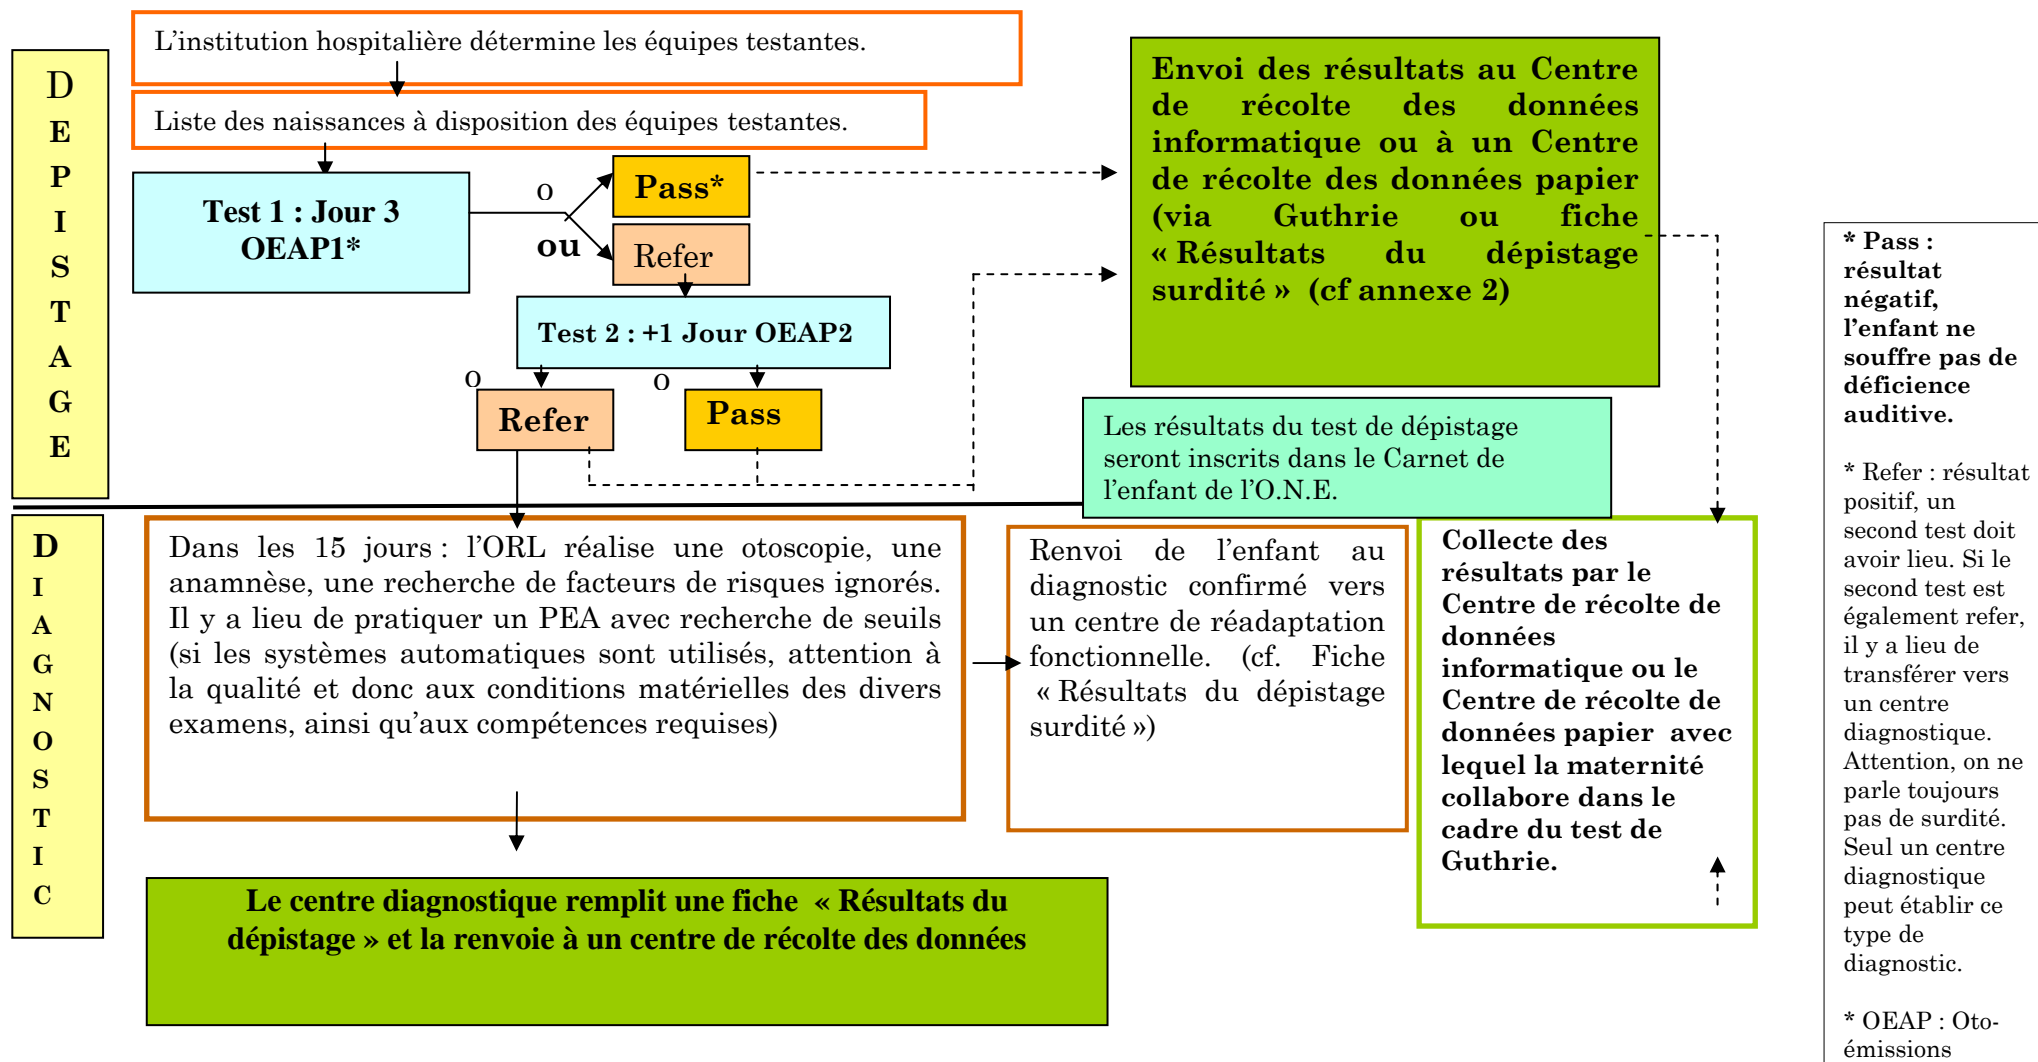 D
E
P
I
S
T
A
G
E
L'institution hospitalière détermine les équipes testantes.
Liste des naissances à disposition des équipes testantes.
Test 1 : Jour 3
OEAP1*
o
ou
Pass*
Refer
Test 2 : +1 Jour OEAP2
o
o
Refer
Pass
Envoi des résultats au Centre
de récolte des données
informatique ou à un Centre
de récolte des données papier
(via Guthrie ou fiche
« Résultats du dépistage
surdité » (cf annexe 2)
Les résultats du test de dépistage
seront inscrits dans le Carnet de
l'enfant de l'O.N.E.
D
I
A
G
N
O
S
T
I
C
Dans les 15 jours : l'ORL réalise une otoscopie, une
anamnèse, une recherche de facteurs de risques ignorés.
Il y a lieu de pratiquer un PEA avec recherche de seuils
(si les systèmes automatiques sont utilisés, attention à
la qualité et donc aux conditions matérielles des divers
examens, ainsi qu'aux compétences requises)
Renvoi de l'enfant au
diagnostic confirmé vers
un centre de réadaptation
fonctionnelle. (cf. Fiche
« Résultats du dépistage
surdité »)
Collecte des
résultats par le
Centre de récolte de
données
informatique ou le
Centre de récolte de
données papier avec
lequel la maternité
collabore dans le
cadre du test de
Guthrie.
Le centre diagnostique remplit une fiche « Résultats du
dépistage » et la renvoie à un centre de récolte des données
* Pass :
résultat
négatif,
l'enfant ne
souffre pas de
déficience
auditive.
* Refer : résultat
positif, un
second test doit
avoir lieu. Si le
second test est
également refer,
il y a lieu de
transférer vers
un centre
diagnostique.
Attention, on ne
parle toujours
pas de surdité.
Seul un centre
diagnostique
peut établir ce
type de
diagnostic.
* OEAP : Oto-
émissions